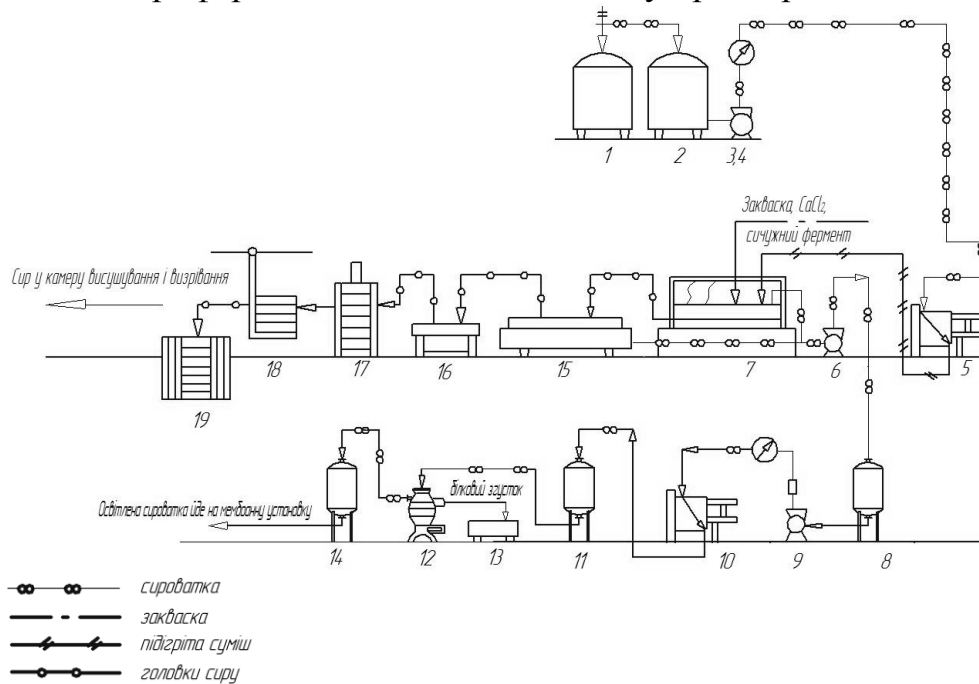 1
2
3,4
Закваска, CaCl₂,
сичужний фермент
Сир у камеру висушування і визрівання
19
18
17
16
15
7
6
5
білковий згусток
Освітлена сироватка йде на мембранну установку
14
12
13
11
10
9
8
сироватка
закваска
підігріта суміш
головки сиру